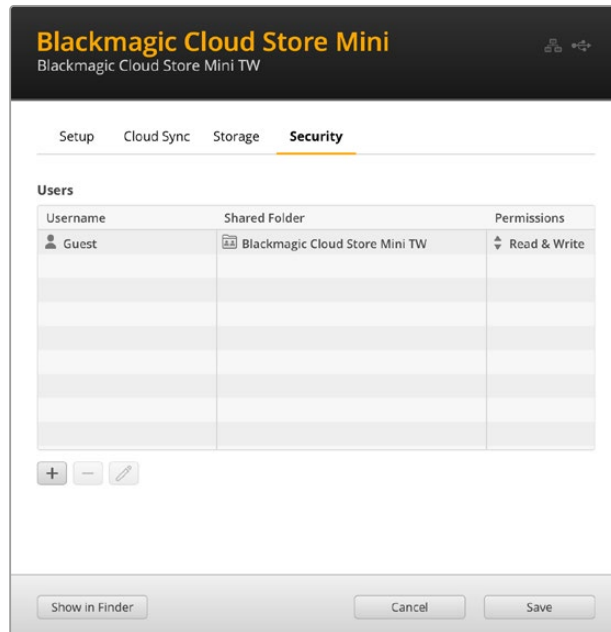 Blackmagic Cloud Store Mini
Blackmagic Cloud Store Mini TW
Setup Cloud Sync Storage Security
Users
Username Shared Folder Permissions
Guest Blackmagic Cloud Store Mini TW Read & Write
Show in Finder Cancel Save